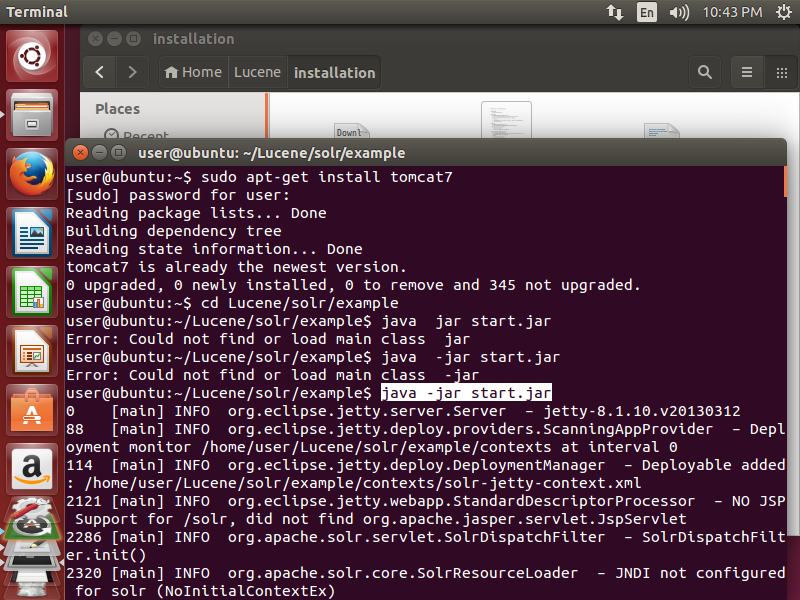 Terminal
En
10:43 PM
installation
Home
Lucene
installation
Places
Recent
Downl
user@ubuntu: ~/Lucene/solr/example
user@ubuntu:~$ sudo apt-get install tomcat7
[sudo] password for user:
Reading package lists... Done
Building dependency tree
Reading state information... Done
tomcat7 is already the newest version.
0 upgraded, 0 newly installed, 0 to remove and 345 not upgraded.
user@ubuntu:~$ cd Lucene/solr/example
user@ubuntu:~/Lucene/solr/example$ java  jar start.jar
Error: Could not find or load main class  jar
user@ubuntu:~/Lucene/solr/example$ java  -jar start.jar
Error: Could not find or load main class  -jar
user@ubuntu:~/Lucene/solr/example$ java -jar start.jar
0    [main] INFO  org.eclipse.jetty.server.Server  – jetty-8.1.10.v20130312
88   [main] INFO  org.eclipse.jetty.deploy.providers.ScanningAppProvider  – Depl
oyment monitor /home/user/Lucene/solr/example/contexts at interval 0
114  [main] INFO  org.eclipse.jetty.deploy.DeploymentManager  – Deployable added
: /home/user/Lucene/solr/example/contexts/solr-jetty-context.xml
2121 [main] INFO  org.eclipse.jetty.webapp.StandardDescriptorProcessor  – NO JSP
 Support for /solr, did not find org.apache.jasper.servlet.JspServlet
2286 [main] INFO  org.apache.solr.servlet.SolrDispatchFilter  – SolrDispatchFilt
er.init()
2320 [main] INFO  org.apache.solr.core.SolrResourceLoader  – JNDI not configured
 for solr (NoInitialContextEx)